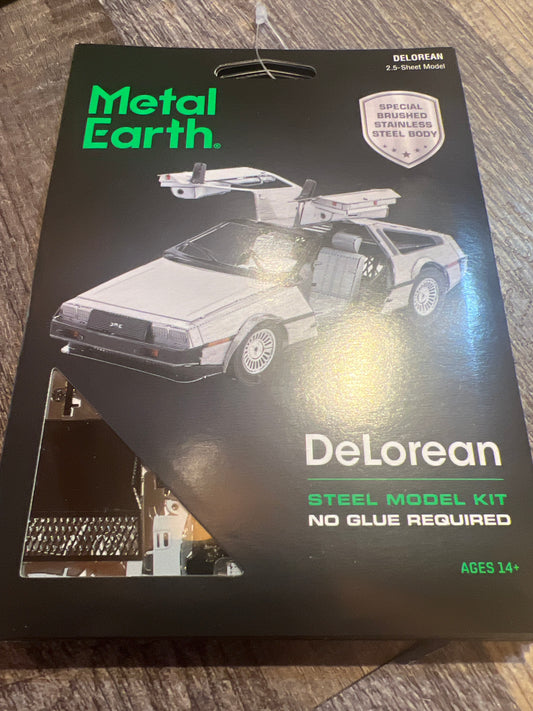 DELOREAN
2.5-Sheet Model
Metal
Earth®
SPECIAL
BRUSHED
STAINLESS
STEEL BODY
DMC
DeLorean
STEEL MODEL KIT
NO GLUE REQUIRED
AGES 14+